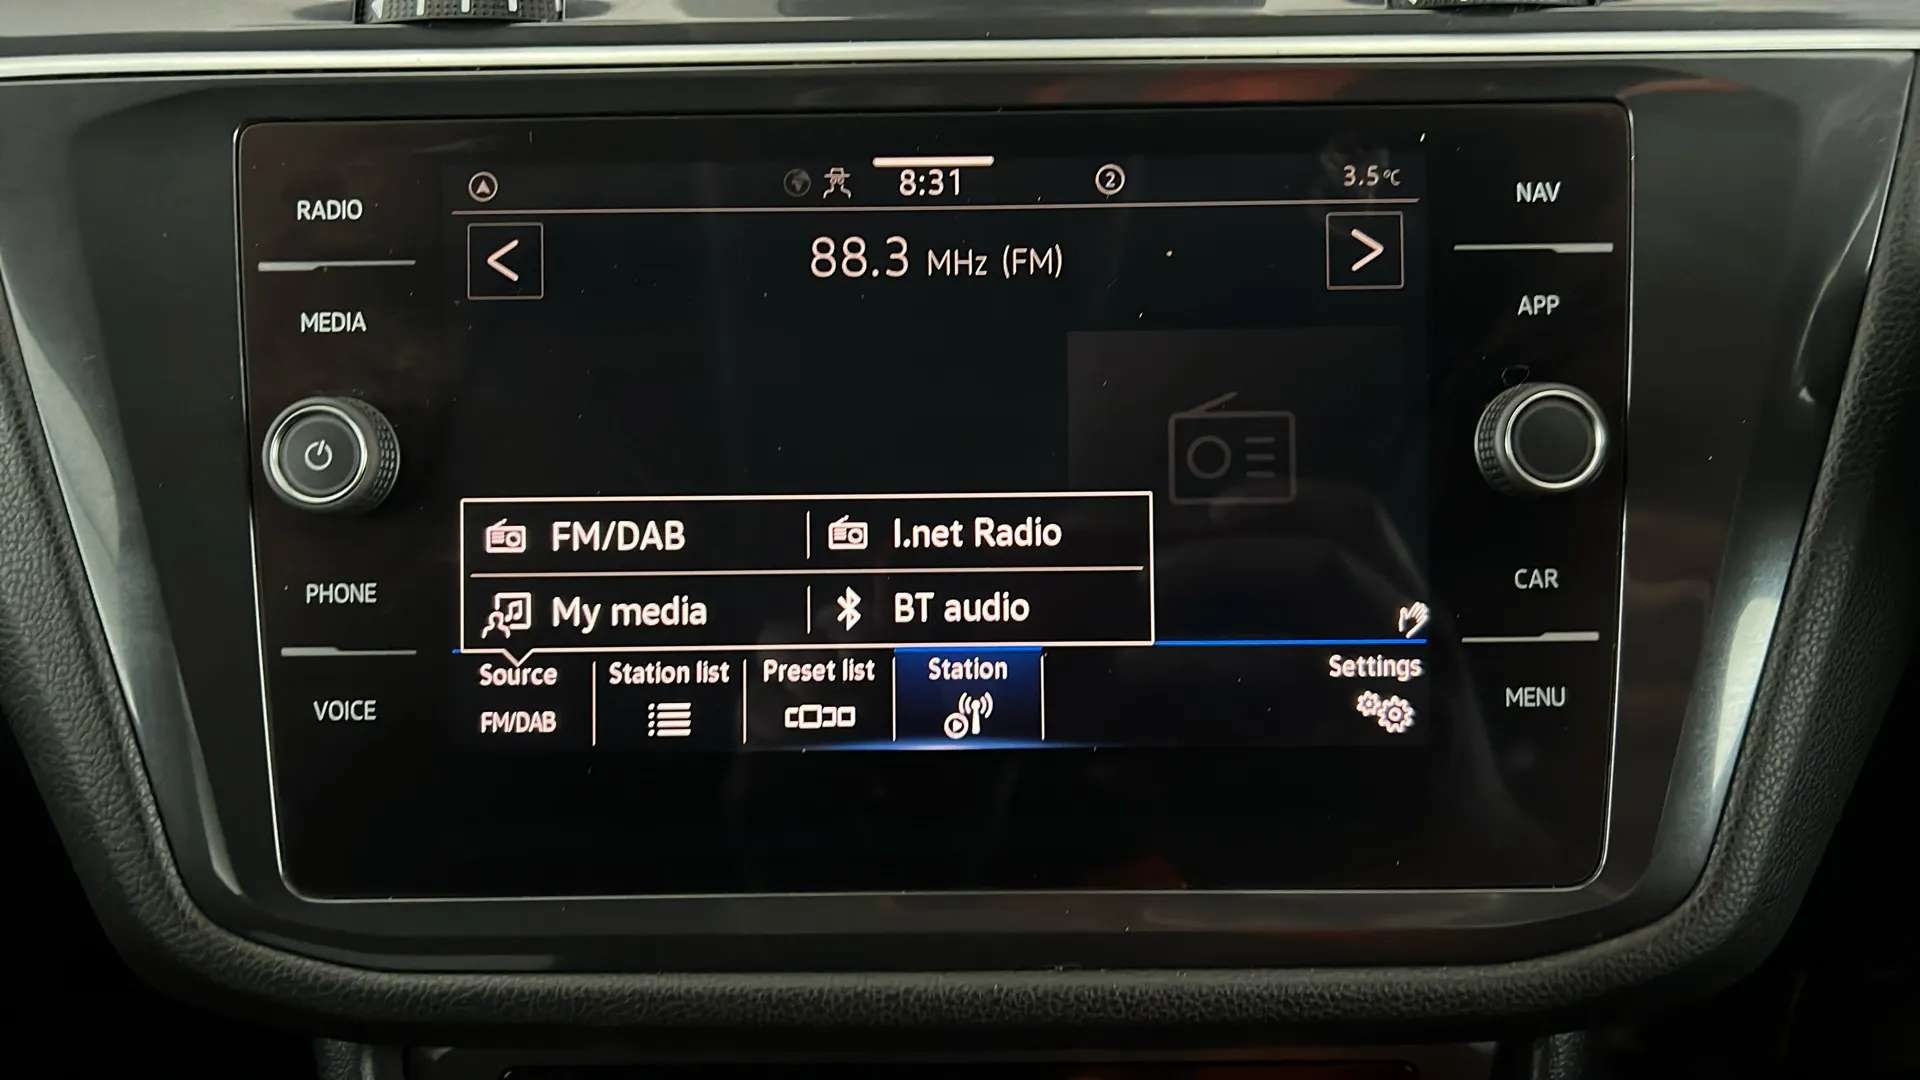 8:31
2
3.5°C
RADIO
NAV
88.3 MHz (FM)
MEDIA
APP
FM/DAB
I.net Radio
PHONE
CAR
My media
BT audio
Source
Station list
Preset list
Station
Settings
FM/DAB
VOICE
MENU